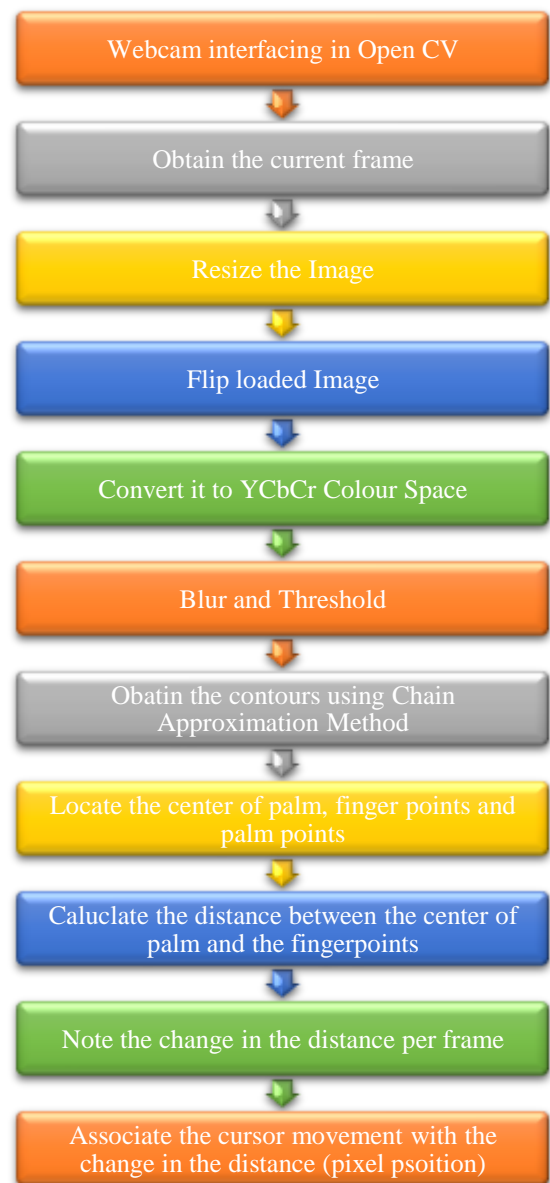 Webcam interfacing in Open CV
Obtain the current frame
Resize the Image
Flip loaded Image
Convert it to YCbCr Colour Space
Blur and Threshold
Obatin the contours using Chain
Approximation Method
Locate the center of palm, finger points and
palm points
Caluclate the distance between the center of
palm and the fingerpoints
Note the change in the distance per frame
Associate the cursor movement with the
change in the distance (pixel psoition)